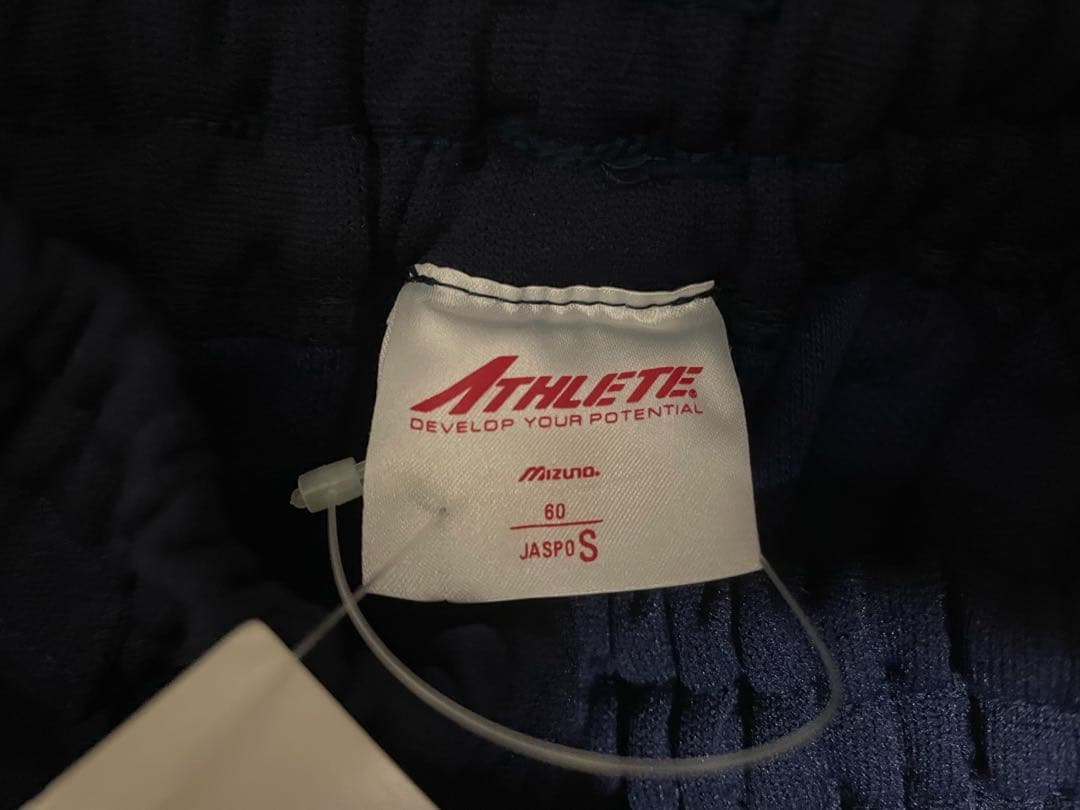 ATHLETE®
DEVELOP YOUR POTENTIAL
Mizuno.
60
JASPO S